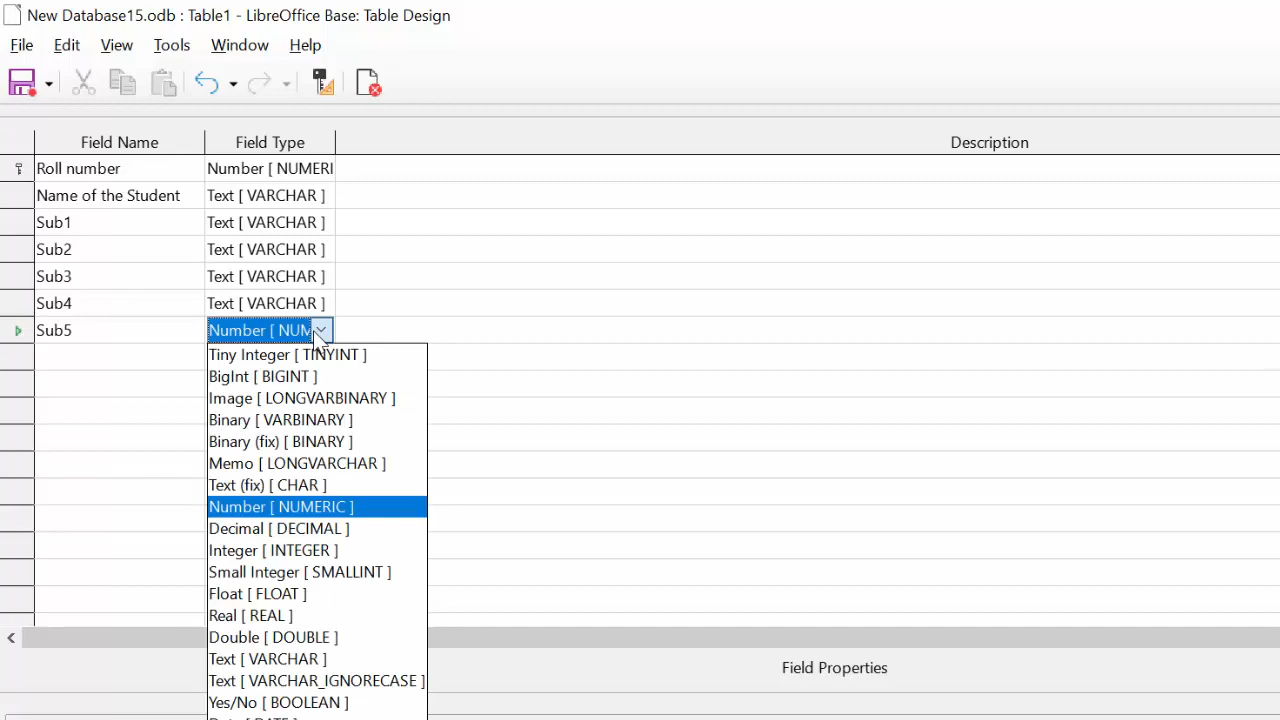 New Database15.odb : Table1 - LibreOffice Base: Table Design
File Edit View Tools Window Help
Field Name Field Type Description
Roll number Number [ NUMERI
Name of the Student Text [ VARCHAR ]
Sub1 Text [ VARCHAR ]
Sub2 Text [ VARCHAR ]
Sub3 Text [ VARCHAR ]
Sub4 Text [ VARCHAR ]
Sub5 Number [ NUM
Tiny Integer [ TINYINT ]
BigInt [ BIGINT ]
Image [ LONGVARBINARY ]
Binary [ VARBINARY ]
Binary (fix) [ BINARY ]
Memo [ LONGVARCHAR ]
Text (fix) [ CHAR ]
Number [ NUMERIC ]
Decimal [ DECIMAL ]
Integer [ INTEGER ]
Small Integer [ SMALLINT ]
Float [ FLOAT ]
Real [ REAL ]
Double [ DOUBLE ]
Text [ VARCHAR ]
Field Properties
Text [ VARCHAR_IGNORECASE ]
Yes/No [ BOOLEAN ]